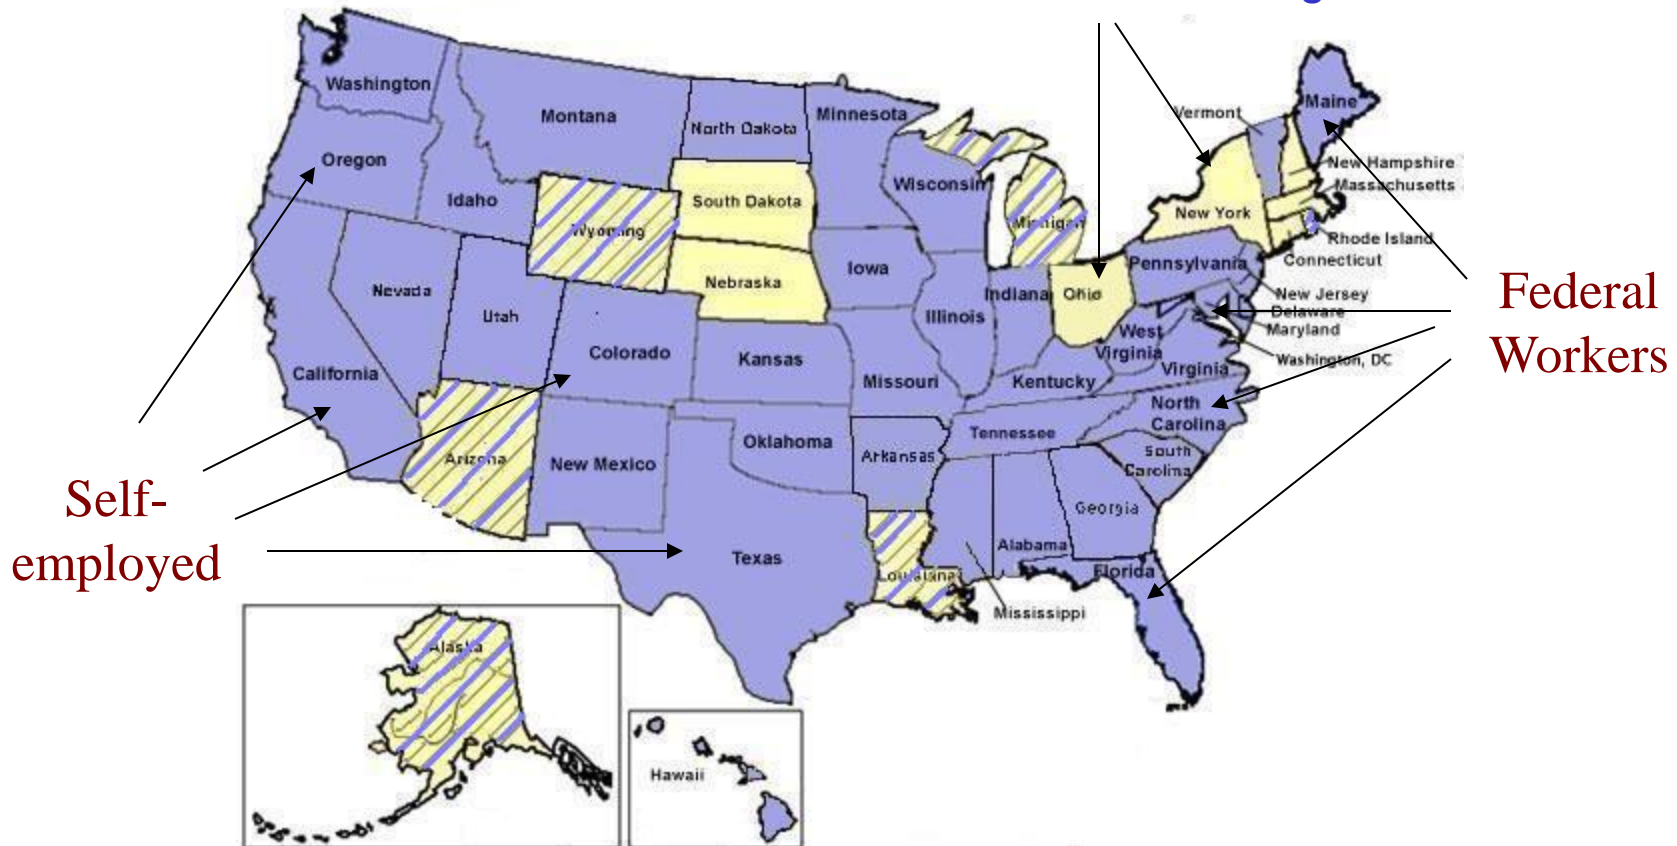 Washington
Montana
North Dakota
Minnesota
Vermont
Maine
Oregon
Idaho
Wisconsin
New Hampshire
Massachusetts
Wyoming
South Dakota
Michigan
New York
Rhode Island
Connecticut
Nevada
Utah
Nebraska
Iowa
Illinois
Indiana
Ohio
Pennsylvania
New Jersey
Delaware
Maryland
Washington, DC
Federal
Workers
California
Colorado
Kansas
Missouri
Kentucky
West
Virginia
Virginia
North
Carolina
Tennessee
South
Carolina
Arizona
New Mexico
Oklahoma
Arkansas
Georgia
Alabama
Mississippi
Louisiana
Texas
Florida
Self-
employed
Alaska
Hawaii